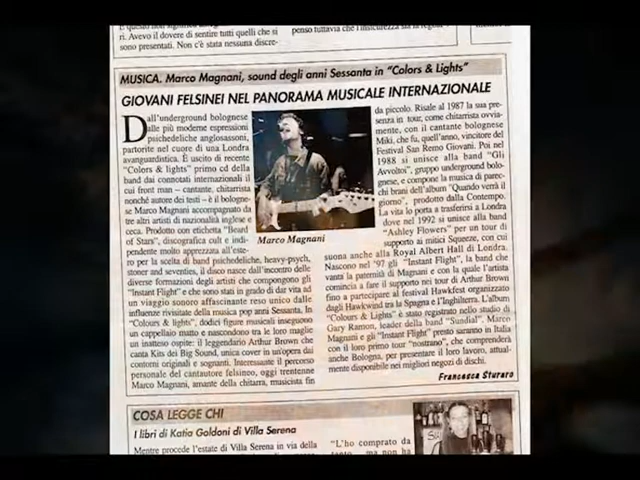 ri. Avevo il dovere di sentire tutti quelli che si
sono presentati. Non c'è stata nessuna discre-
MUSICA. Marco Magnani, sound degli anni Sessanta in “Colors & Lights”
GIOVANI FELSINEI NEL PANORAMA MUSICALE INTERNAZIONALE
Dall'underground bolognese
alle più moderne espressioni
psichedeliche anglosassoni,
partorite nel cuore di una Londra
avanguardistica. È uscito di recente
"Colors & lights" primo cd della
band dai connotati internazionali il
cui front man – cantante, chitarrista
nonché autore dei testi – è il bologne-
se Marco Magnani accompagnato da
tre altri artisti di nazionalità inglese e
ceca. Prodotto con etichetta "Beard
of Stars", discografica cult e indi-
pendente molto apprezzata all'este-
ro per la scelta di band psichedeliche, heavy-psych,
stoner and seventies, il disco nasce dall'incontro delle
diverse formazioni degli artisti che compongono gli
"Instant Flight" e che sono stati in grado di dar vita ad
un viaggio sonoro affascinante reso unico dalle
influenze rivisitate della musica pop anni Sessanta. In
"Colours & lights", dodici figure musicali inseguono
un cappellaio matto e nascondono tra le loro maglie
un inatteso ospite: il leggendario Arthur Brown che
canta Kits des Big Sound, unica cover in un'opera dai
contorni originali e sognanti. Interessante il percorso
personale del cantautore felsineo, oggi trentenne
Marco Magnani, amante della chitarra, musicista fin
Marco Magnani
da piccolo. Risale al 1987 la sua pre-
senza in tour, come chitarrista ovvia-
mente, con il cantante bolognese
Miki, che fu, quell'anno, vincitore del
Festival San Remo Giovani. Poi nel
1988 si unisce alla band "Gli
Avvoltoi", gruppo underground bolo-
gnese, e compone la musica di parec-
chi brani dell'album "Quando verrà il
giorno", prodotto dalla Contempo.
La vita lo porta a trasferirsi a Londra
dove nel 1992 si unisce alla band
"Ashley Flowers" per un tour di
supporto ai mitici Squeeze, con cui
suona anche alla Royal Albert Hall di Londra.
Nascono nel '97 gli "Instant Flight", la band che
vanta la paternità di Magnani e con la quale l'artista
comincia a fare il supporto nei tour di Arthur Brown
fino a partecipare al festival Hawkfest organizzato
dagli Hawkwind tra la Spagna e l'Inghilterra. L'album
"Colours & Lights" è stato registrato nello studio di
Gary Ramon, leader della band "Sundial". Marco
Magnani e gli "Instant Flight" presto saranno in Italia
con il loro primo tour "nostrano", che comprenderà
anche Bologna, per presentare il loro lavoro, attual-
mente disponibile nei migliori negozi di dischi.
Francesca Sturaro
COSA LEGGE CHI
I libri di Katia Goldoni di Villa Serena
Mentre procede l'estate di Villa Serena in via della
"L'ho comprato da